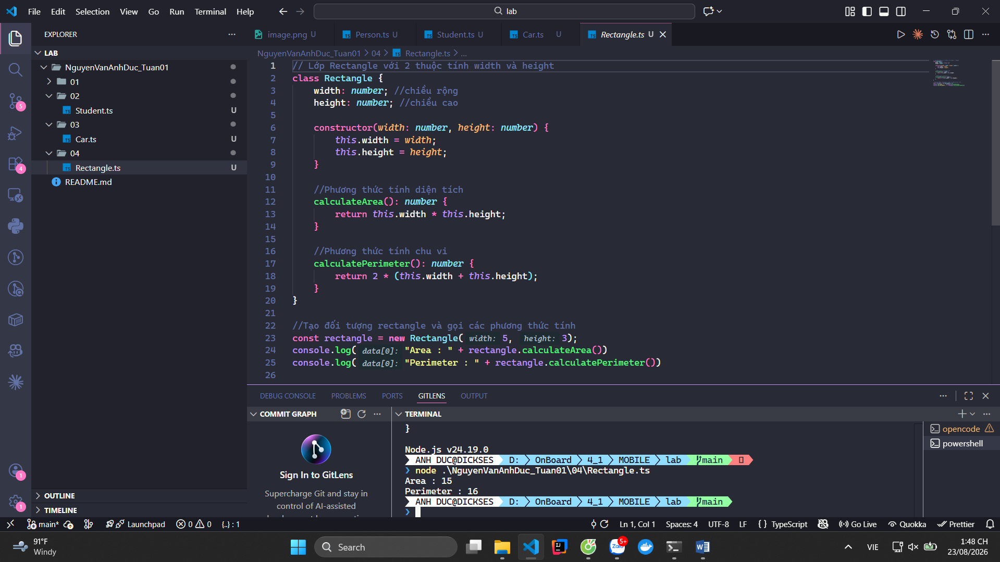 File Edit Selection View Go Run Terminal Help
lab
EXPLORER
LAB
NguyenVanAnhDuc_Tuan01
01
02
Student.ts U
03
Car.ts U
04
Rectangle.ts U
README.md
OUTLINE
TIMELINE
5
4
1
1
image.png U Person.ts U Student.ts U Car.ts U Rectangle.ts U
NguyenVanAnhDuc_Tuan01 > 04 > Rectangle.ts > ...
1 // Lớp Rectangle với 2 thuộc tính width và height
2 class Rectangle {
3 width: number; //chiều rộng
4 height: number; //chiều cao
5
6 constructor(width: number, height: number) {
7 this.width = width;
8 this.height = height;
9 }
10
11 //Phương thức tính diện tích
12 calculateArea(): number {
13 return this.width * this.height;
14 }
15
16 //Phương thức tính chu vi
17 calculatePerimeter(): number {
18 return 2 * (this.width + this.height);
19 }
20 }
21
22 //Tạo đối tượng rectangle và gọi các phương thức tính
23 const rectangle = new Rectangle( width: 5, height: 3);
24 console.log( data[0]: "Area : " + rectangle.calculateArea())
25 console.log( data[0]: "Perimeter : " + rectangle.calculatePerimeter())
26
DEBUG CONSOLE PROBLEMS PORTS GITLENS OUTPUT
COMMIT GRAPH
Sign In to GitLens
Supercharge Git and stay in
control of AI-assisted
TERMINAL
}
Node.js v24.19.0
ANH DUC@DICKSES D: OnBoard 4_1 MOBILE lab main
❯ node .\NguyenVanAnhDuc_Tuan01\04\Rectangle.ts
Area : 15
Perimeter : 16
ANH DUC@DICKSES D: OnBoard 4_1 MOBILE lab main
❯
opencode
powershell
main* Launchpad 0 0 {..} : 1 Ln 1, Col 1 Spaces: 4 UTF-8 LF { } TypeScript Go Live Quokka Prettier
91°F
Windy
Search
Zalo
5+
VIE
1:48 CH
23/08/2026